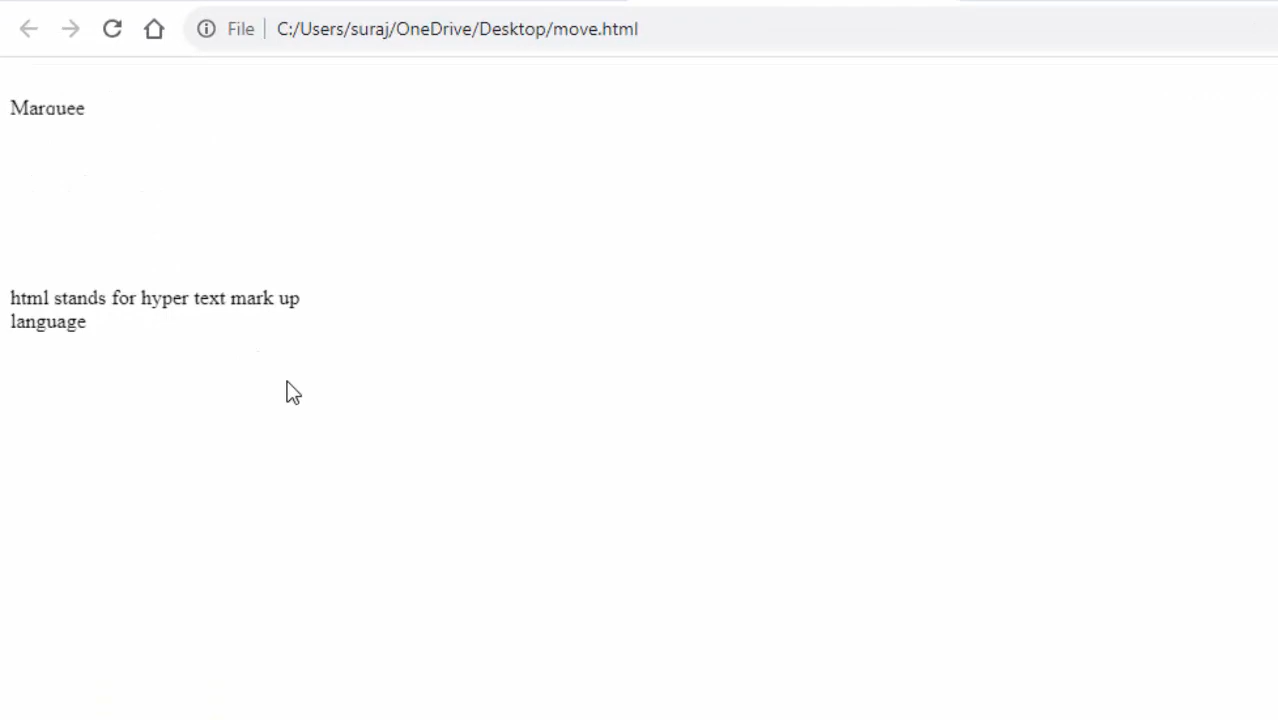 File C:/Users/suraj/OneDrive/Desktop/move.html
Marquee
html stands for hyper text mark up
language